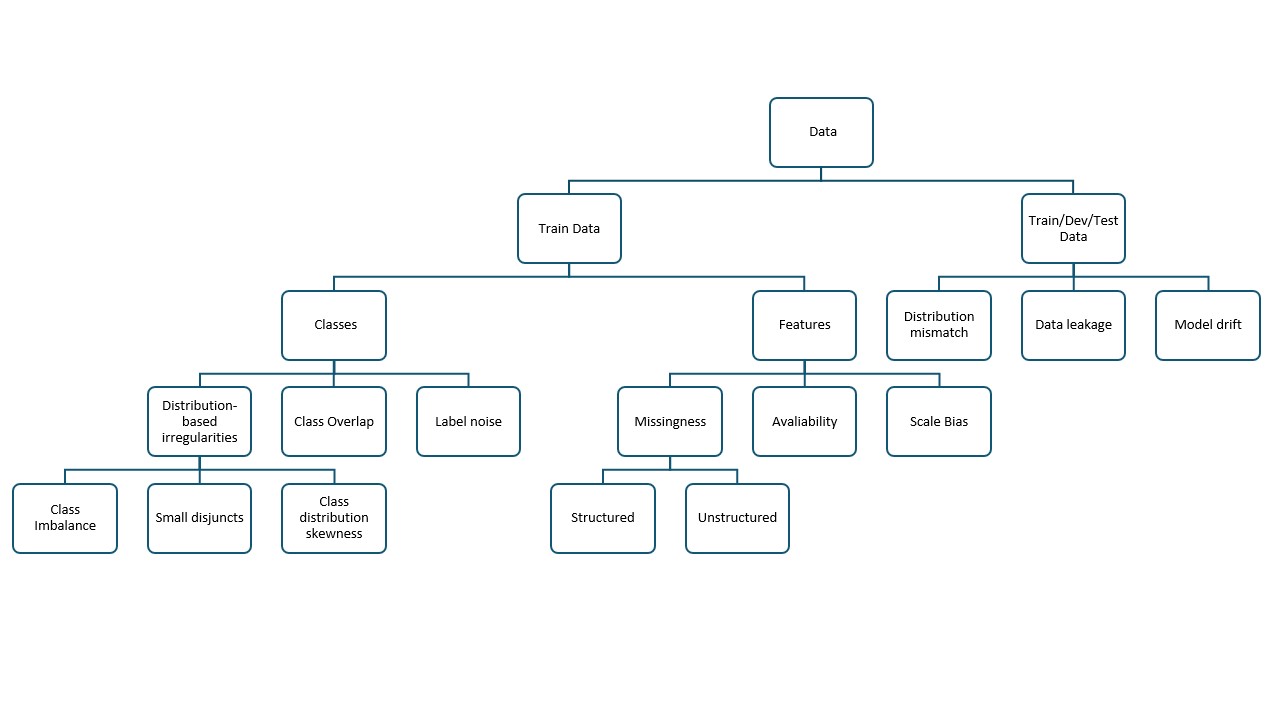 Data
Train Data
Train/Dev/Test
Data
Classes
Features
Distribution
mismatch
Data leakage
Model drift
Distribution-
based
irregularities
Class Overlap
Label noise
Missingness
Avaliability
Scale Bias
Class
Imbalance
Small disjuncts
Class
distribution
skewness
Structured
Unstructured